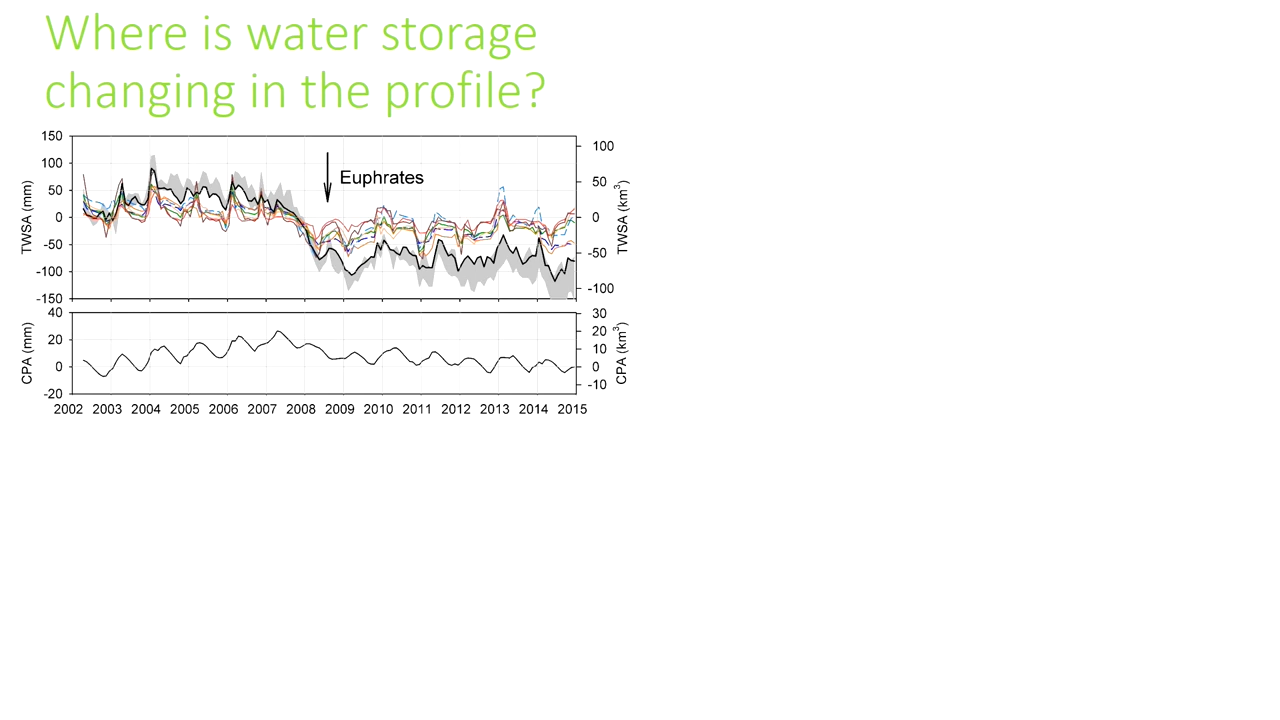 Where is water storage
changing in the profile?
150
100
50
0
-50
-100
-150
TWSA (mm)
Euphrates
100
50
0
-50
-100
TWSA (km³)
40
20
0
-20
CPA (mm)
30
20
10
0
-10
CPA (km³)
2002 2003 2004 2005 2006 2007 2008 2009 2010 2011 2012 2013 2014 2015